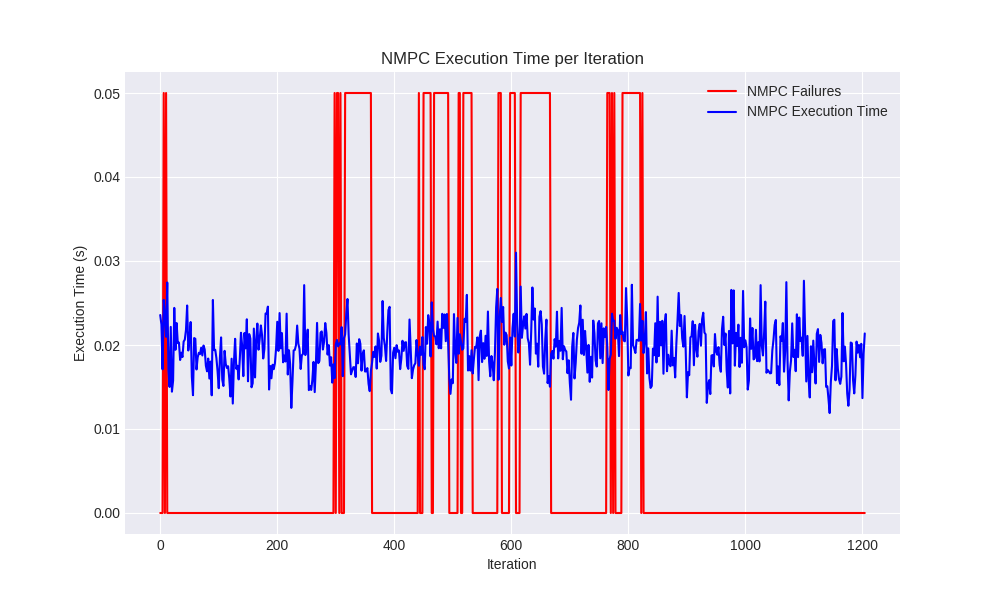 NMPC Execution Time per Iteration
NMPC Failures
NMPC Execution Time
Execution Time (s)
0.05
0.04
0.03
0.02
0.01
0.00
0 200 400 600 800 1000 1200
Iteration